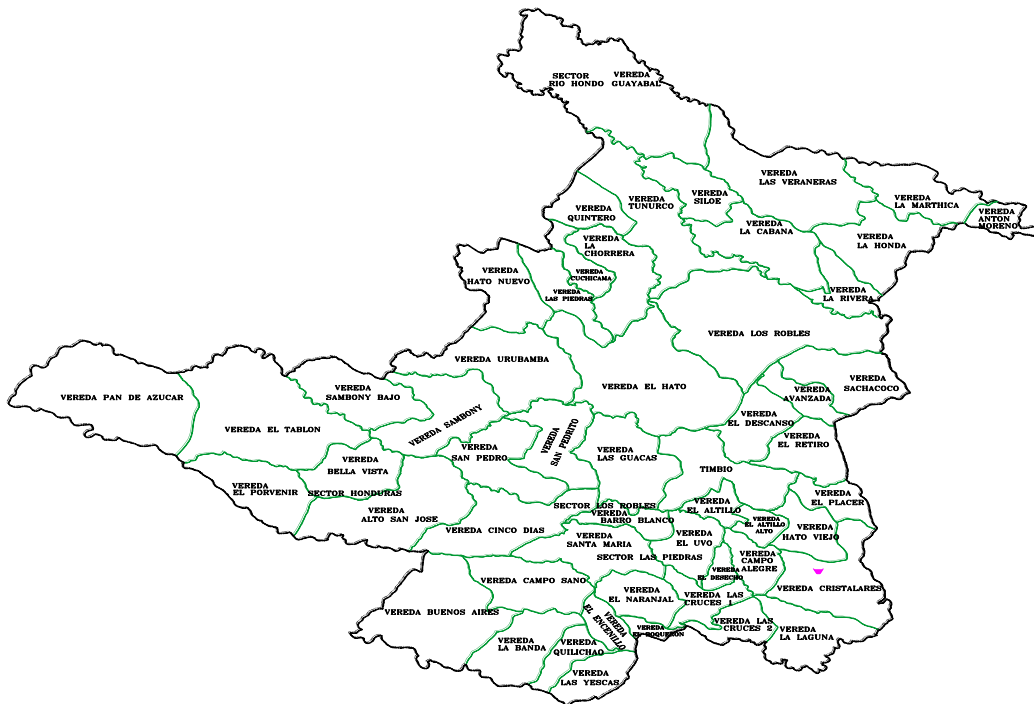 SECTOR
RIO HONDO
VEREDA
GUAYABAL
VEREDA
LAS VERANERAS
VEREDA
SILOE
VEREDA
TUNURCO
VEREDA
LA MARTHICA
VEREDA
ANTON
MORENO
VEREDA
QUINTERO
VEREDA
LA CABANA
VEREDA
LA HONDA
VEREDA
LA
CHORRERA
VEREDA
CUCHICAMA
VEREDA
HATO NUEVO
VEREDA
LAS PIEDRAS
VEREDA
LA RIVERA
VEREDA LOS ROBLES
VEREDA URUBAMBA
VEREDA EL HATO
VEREDA
SACHACOCO
VEREDA
AVANZADA
VEREDA PAN DE AZUCAR
VEREDA
SAMBONY BAJO
VEREDA SAMBONY
VEREDA
EL DESCANSO
VEREDA EL TABLON
VEREDA
EL RETIRO
VEREDA
SAN PEDRO
VEREDA
SAN PEDRITO
VEREDA
LAS GUACAS
VEREDA
BELLA VISTA
TIMBIO
VEREDA
EL PORVENIR
SECTOR HONDURAS
VEREDA
EL PLACER
VEREDA
ALTO SAN JOSE
SECTOR LOS ROBLES
VEREDA
BARRO BLANCO
VEREDA
EL ALTILLO
VEREDA
EL ALTILLO
ALTO
VEREDA
HATO VIEJO
VEREDA CINCO DIAS
VEREDA
SANTA MARIA
VEREDA
EL UVO
SECTOR LAS PIEDRAS
VEREDA
CAMPO
ALEGRE
VEREDA
EL DESECHO
VEREDA CAMPO SANO
VEREDA CRISTALARES
VEREDA
EL NARANJAL
VEREDA LAS
CRUCES 1
VEREDA BUENOS AIRES
VEREDA
EL ENCENILLO
VEREDA
EL BOQUERON
VEREDA LAS
CRUCES 2
VEREDA
LA LAGUNA
VEREDA
LA BANDA
VEREDA
QUILICHAO
VEREDA
LAS YESCAS